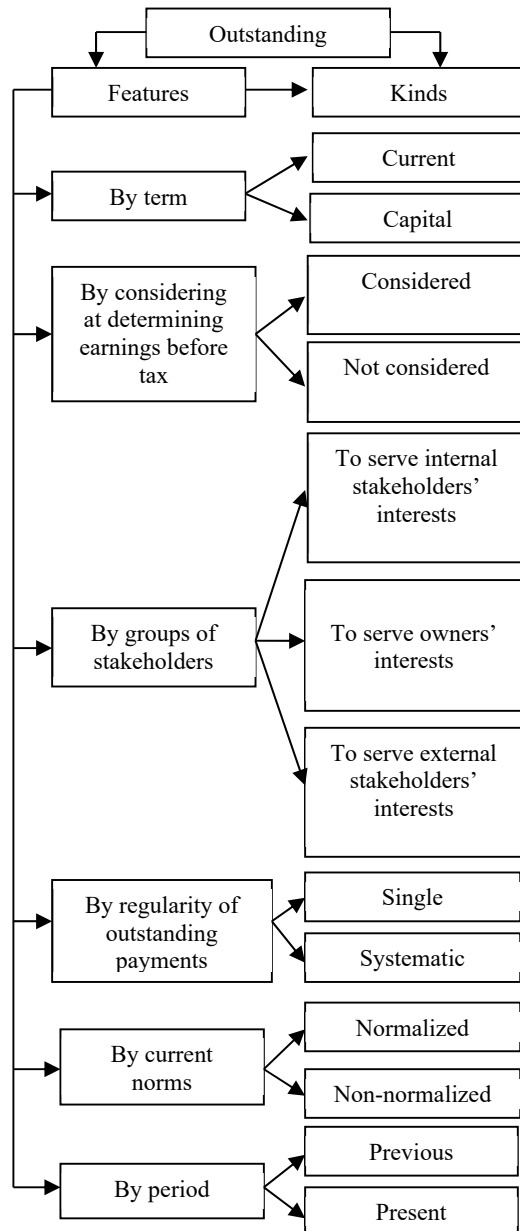 Outstanding
Features
Kinds
By term
Current
Capital
By considering
at determining
earnings before
tax
Considered
Not considered
By groups of
stakeholders
To serve internal
stakeholders’
interests
To serve owners’
interests
To serve external
stakeholders’
interests
By regularity of
outstanding
payments
Single
Systematic
By current
norms
Normalized
Non-normalized
By period
Previous
Present